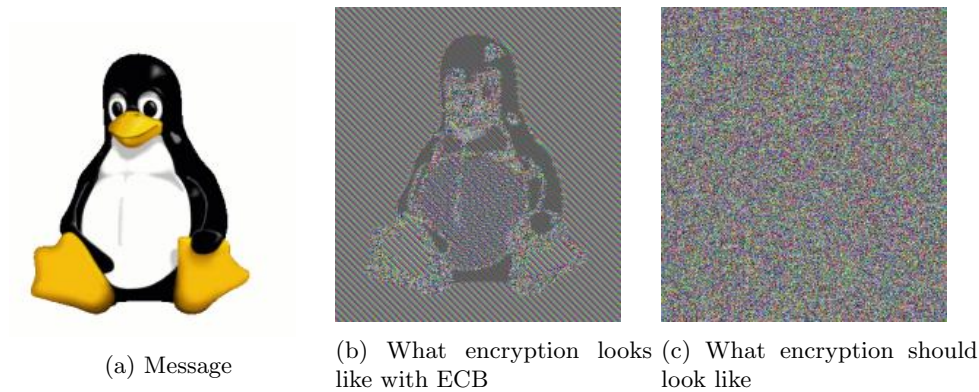 (a) Message
(b) What encryption looks
like with ECB
(c) What encryption should
look like